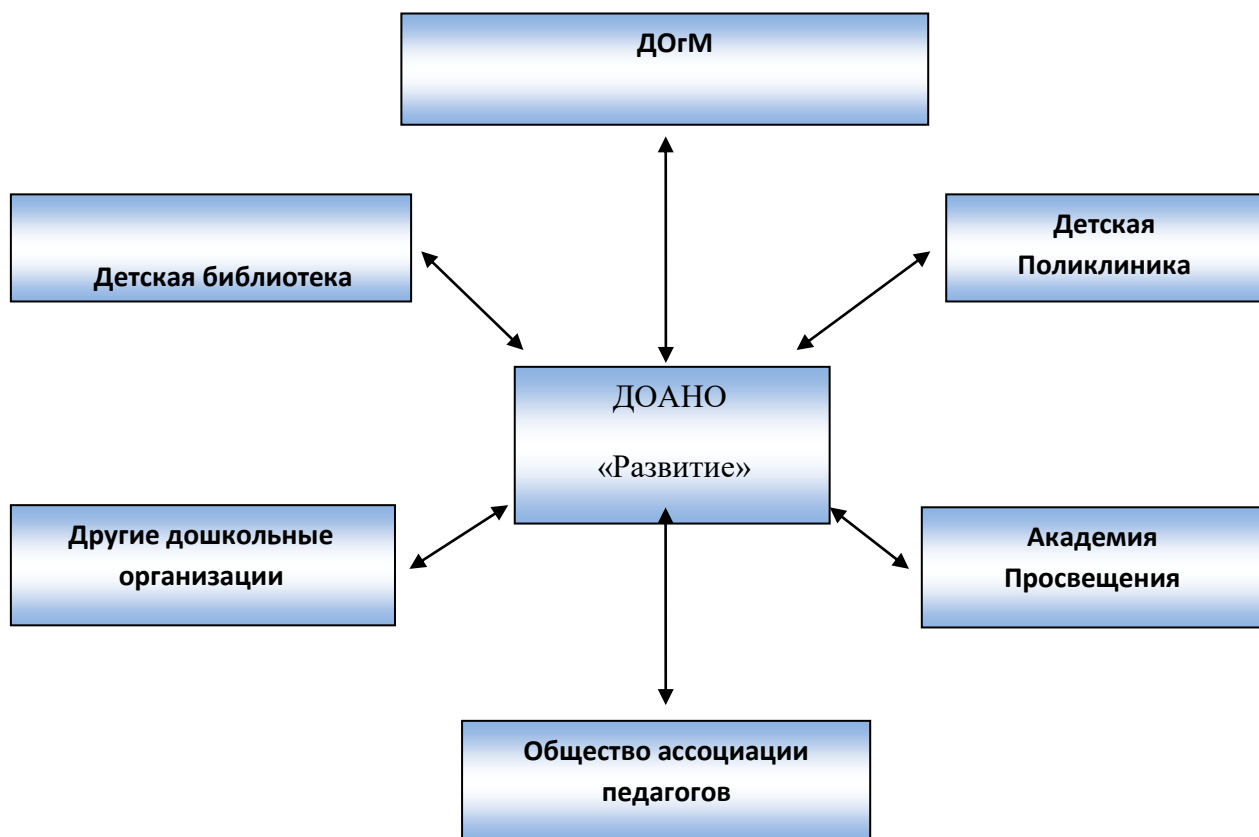 ДОгМ
Детская библиотека
Детская
Поликлиника
ДОАНО
«Развитие»
Другие дошкольные
организации
Академия
Просвещения
Общество ассоциации
педагогов